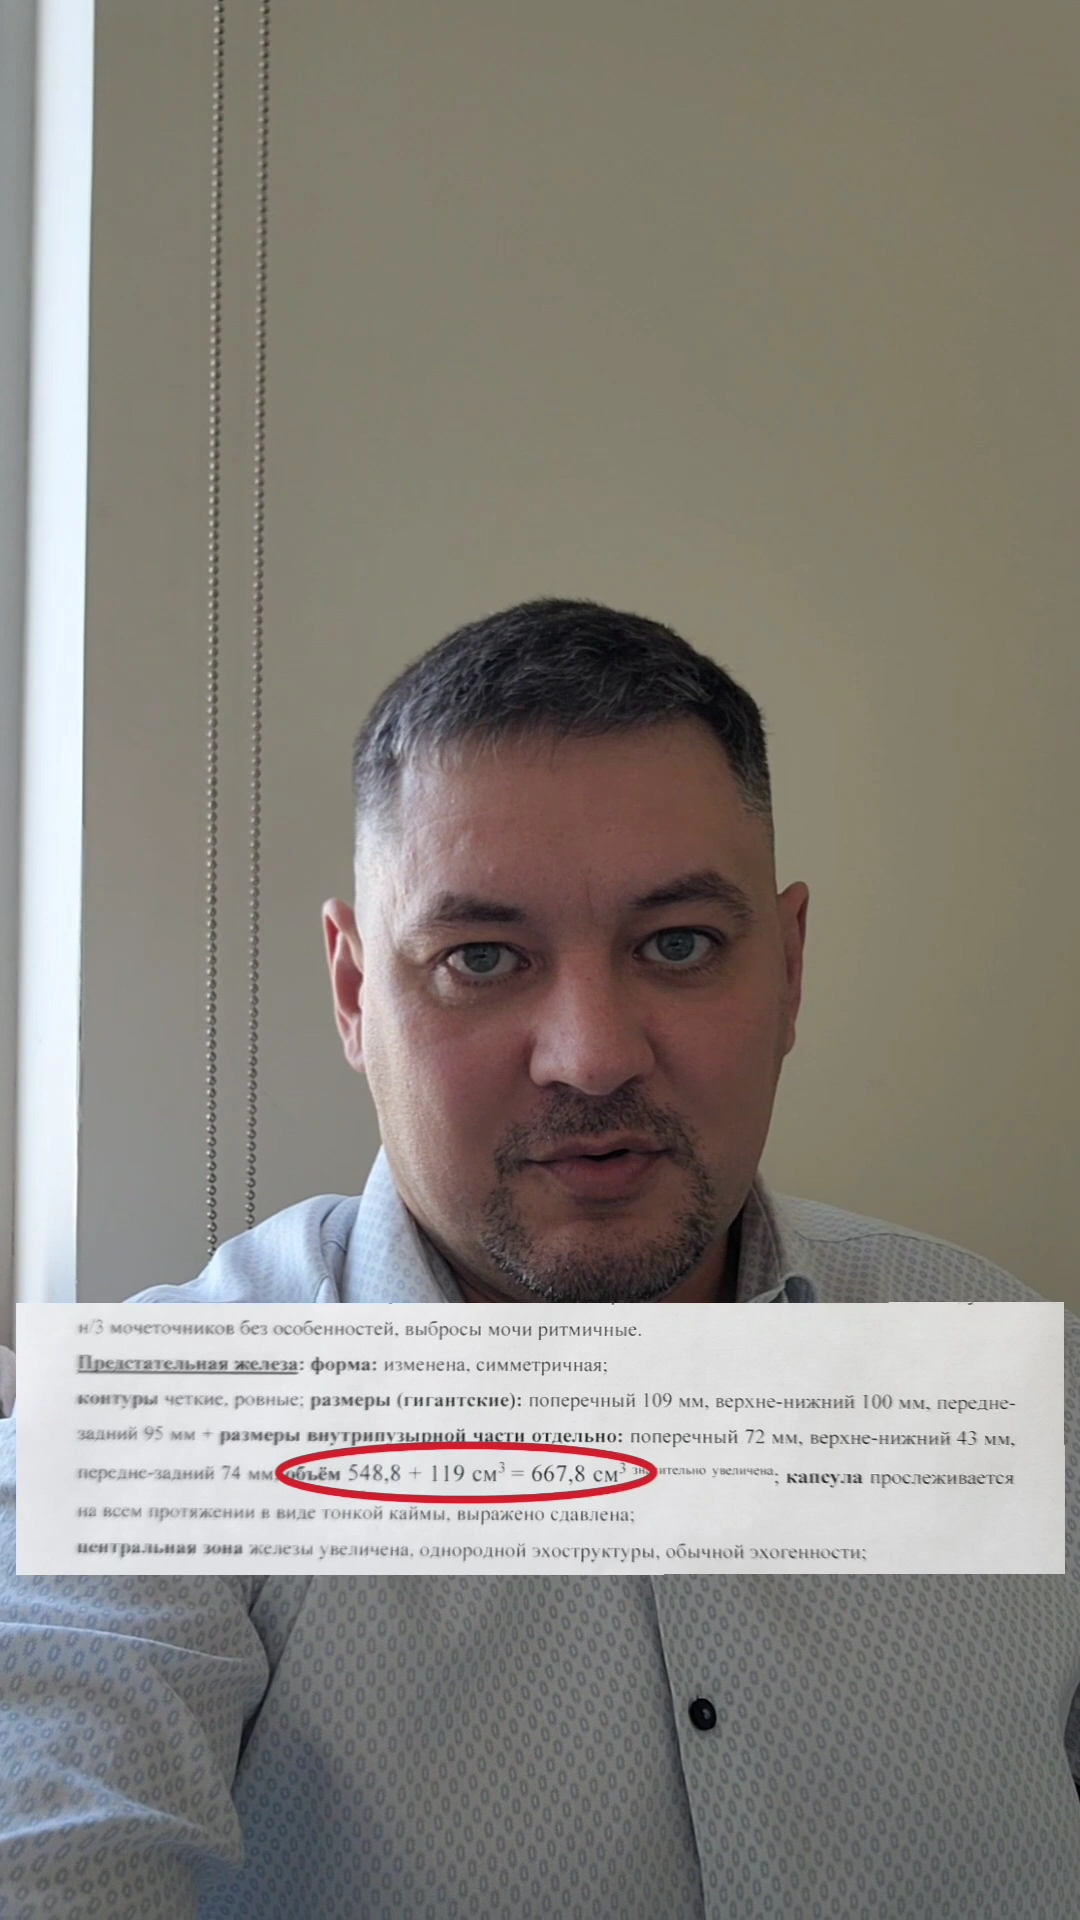 н/3 мочеточников без особенностей, выбросы мочи ритмичные.
Предстательная железа: форма: изменена, симметричная;
контуры четкие, ровные; размеры (гигантские): поперечный 109 мм, верхне-нижний 100 мм, передне-
задний 95 мм + размеры внутрипузырной части отдельно: поперечный 72 мм, верхне-нижний 43 мм,
передне-задний 74 мм, объём 548,8 + 119 см³ = 667,8 см³ увеличена; капсула прослеживается
на всем протяжении в виде тонкой каймы, выражено сдавлена;
центральная зона железы увеличена, однородной эхоструктуры, обычной эхогенности;